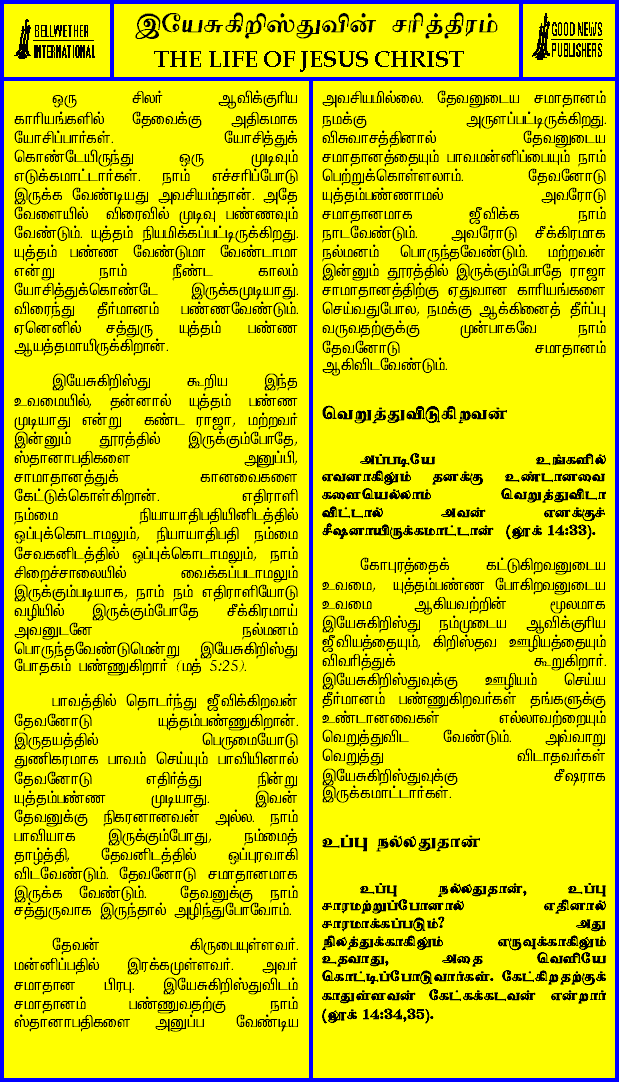 BELLWETHER
INTERNATIONAL
இயேசுகிறிஸ்துவின் சரித்திரம்
THE LIFE OF JESUS CHRIST
GOOD NEWS
PUBLISHERS
ஒரு சிலர் ஆவிக்குரிய
காரியங்களில் தேவைக்கு அதிகமாக
யோசிப்பார்கள். யோசித்துக்
கொண்டேயிருந்து ஒரு முடிவும்
எடுக்கமாட்டார்கள். நாம் எச்சரிப்போடு
இருக்க வேண்டியது அவசியம்தான். அதே
வேளையில் விரைவில் முடிவு பண்ணவும்
வேண்டும். யுத்தம் நியமிக்கப்பட்டிருக்கிறது.
யுத்தம் பண்ண வேண்டுமா வேண்டாமா
என்று நாம் நீண்ட காலம்
யோசித்துக்கொண்டே இருக்கமுடியாது.
விரைந்து தீர்மானம் பண்ணவேண்டும்.
ஏனெனில் சத்துரு யுத்தம் பண்ண
ஆயத்தமாயிருக்கிறான்.
இயேசுகிறிஸ்து கூறிய இந்த
உவமையில், தன்னால் யுத்தம் பண்ண
முடியாது என்று கண்ட ராஜா, மற்றவர்
இன்னும் தூரத்தில் இருக்கும்போதே,
ஸ்தானாபதிகளை அனுப்பி,
சாமாதானத்துக் கானவைகளை
கேட்டுக்கொள்கிறான். எதிராளி
நம்மை நியாயாதிபதியினிடத்தில்
ஒப்புக்கொடாமலும், நியாயாதிபதி நம்மை
சேவகனிடத்தில் ஒப்புக்கொடாமலும், நாம்
சிறைச்சாலையில் வைக்கப்படாமலும்
இருக்கும்படியாக, நாம் நம் எதிராளியோடு
வழியில் இருக்கும்போதே சீக்கிரமாய்
அவனுடனே நல்மனம்
பொருந்தவேண்டுமென்று இயேசுகிறிஸ்து
போதகம் பண்ணுகிறார் (மத் 5:25).
பாவத்தில் தொடர்ந்து ஜீவிக்கிறவன்
தேவனோடு யுத்தம்பண்ணுகிறான்.
இருதயத்தில் பெருமையோடு
துணிகரமாக பாவம் செய்யும் பாவியினால்
தேவனோடு எதிர்த்து நின்று
யுத்தம்பண்ண முடியாது. இவன்
தேவனுக்கு நிகரானானவன் அல்ல. நாம்
பாவியாக இருக்கும்போது, நம்மைத்
தாழ்த்தி, தேவனிடத்தில் ஒப்புரவாகி
விடவேண்டும். தேவனோடு சமாதானமாக
இருக்க வேண்டும். தேவனுக்கு நாம்
சத்துருவாக இருந்தால் அழிந்துபோவோம்.
தேவன் கிருபையுள்ளவர்.
மன்னிப்பதில் இரக்கமுள்ளவர். அவர்
சமாதான பிரபு. இயேசுகிறிஸ்துவிடம்
சமாதானம் பண்ணுவதற்கு நாம்
ஸ்தானாபதிகளை அனுப்ப வேண்டிய
அவசியமில்லை. தேவனுடைய சமாதானம்
நமக்கு அருளப்பட்டிருக்கிறது.
விசுவாசத்தினால் தேவனுடைய
சமாதானத்தையும் பாவமன்னிப்பையும் நாம்
பெற்றுக்கொள்ளலாம். தேவனோடு
யுத்தம்பண்ணாமல் அவரோடு
சமாதானமாக ஜீவிக்க நாம்
நாடவேண்டும். அவரோடு சீக்கிரமாக
நல்மனம் பொருந்தவேண்டும். மற்றவன்
இன்னும் தூரத்தில் இருக்கும்போதே ராஜா
சாமாதானத்திற்கு ஏதுவான காரியங்களை
செய்வதுபோல, நமக்கு ஆக்கினைத் தீர்ப்பு
வருவதற்குக்கு முன்பாகவே நாம்
தேவனோடு சமாதானம்
ஆகிவிடவேண்டும்.
வெறுத்துவிடுகிறவன்
அப்படியே உங்களில்
எவனாகிலும் தனக்கு உண்டானவை
களையெல்லாம் வெறுத்துவிடா
விட்டால் அவன் எனக்குச்
சீஷனாயிருக்கமாட்டான் (லூக் 14:33).
கோபுரத்தைக் கட்டுகிறவனுடைய
உவமை, யுத்தம்பண்ண போகிறவனுடைய
உவமை ஆகியவற்றின் மூலமாக
இயேசுகிறிஸ்து நம்முடைய ஆவிக்குரிய
ஜீவியத்தையும், கிறிஸ்தவ ஊழியத்தையும்
விவரித்துக் கூறுகிறார்.
இயேசுகிறிஸ்துவுக்கு ஊழியம் செய்ய
தீர்மானம் பண்ணுகிறவர்கள் தங்களுக்கு
உண்டானவைகள் எல்லாவற்றையும்
வெறுத்துவிட வேண்டும். அவ்வாறு
வெறுத்து விடாதவர்கள்
இயேசுகிறிஸ்துவுக்கு சீஷராக
இருக்கமாட்டார்கள்.
உப்பு நல்லதுதான்
உப்பு நல்லதுதான், உப்பு
சாரமற்றுப்போனால் எதினால்
சாரமாக்கப்படும்? அது
நிலத்துக்காகிலும் எருவுக்காகிலும்
உதவாது, அதை வெளியே
கொட்டிப்போடுவார்கள். கேட்கிறதற்குக்
காதுள்ளவன் கேட்கக்கடவன் என்றார்
(லூக் 14:34,35).